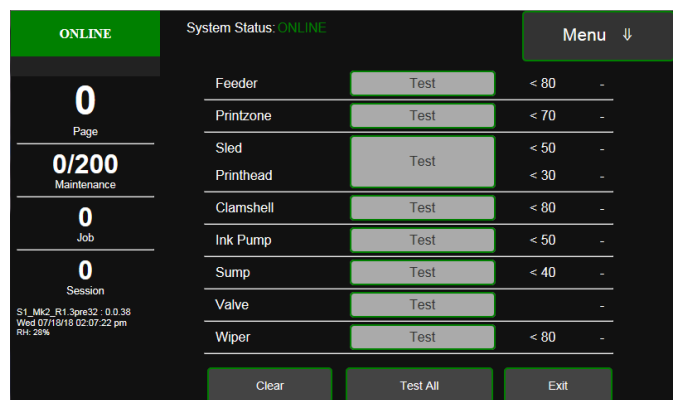 ONLINE
System Status: ONLINE
Menu ⇓
0
Page
0/200
Maintenance
0
Job
0
Session
S1_Mk2_R1.3pre32 : 0.0.38
Wed 07/18/18 02:07:22 pm
RH: 28%
Feeder Test < 80 -
Printzone Test < 70 -
Sled < 50 -
Test
Printhead < 30 -
Clamshell Test < 80 -
Ink Pump Test < 50 -
Sump Test < 40 -
Valve Test -
Wiper Test < 80 -
Clear Test All Exit